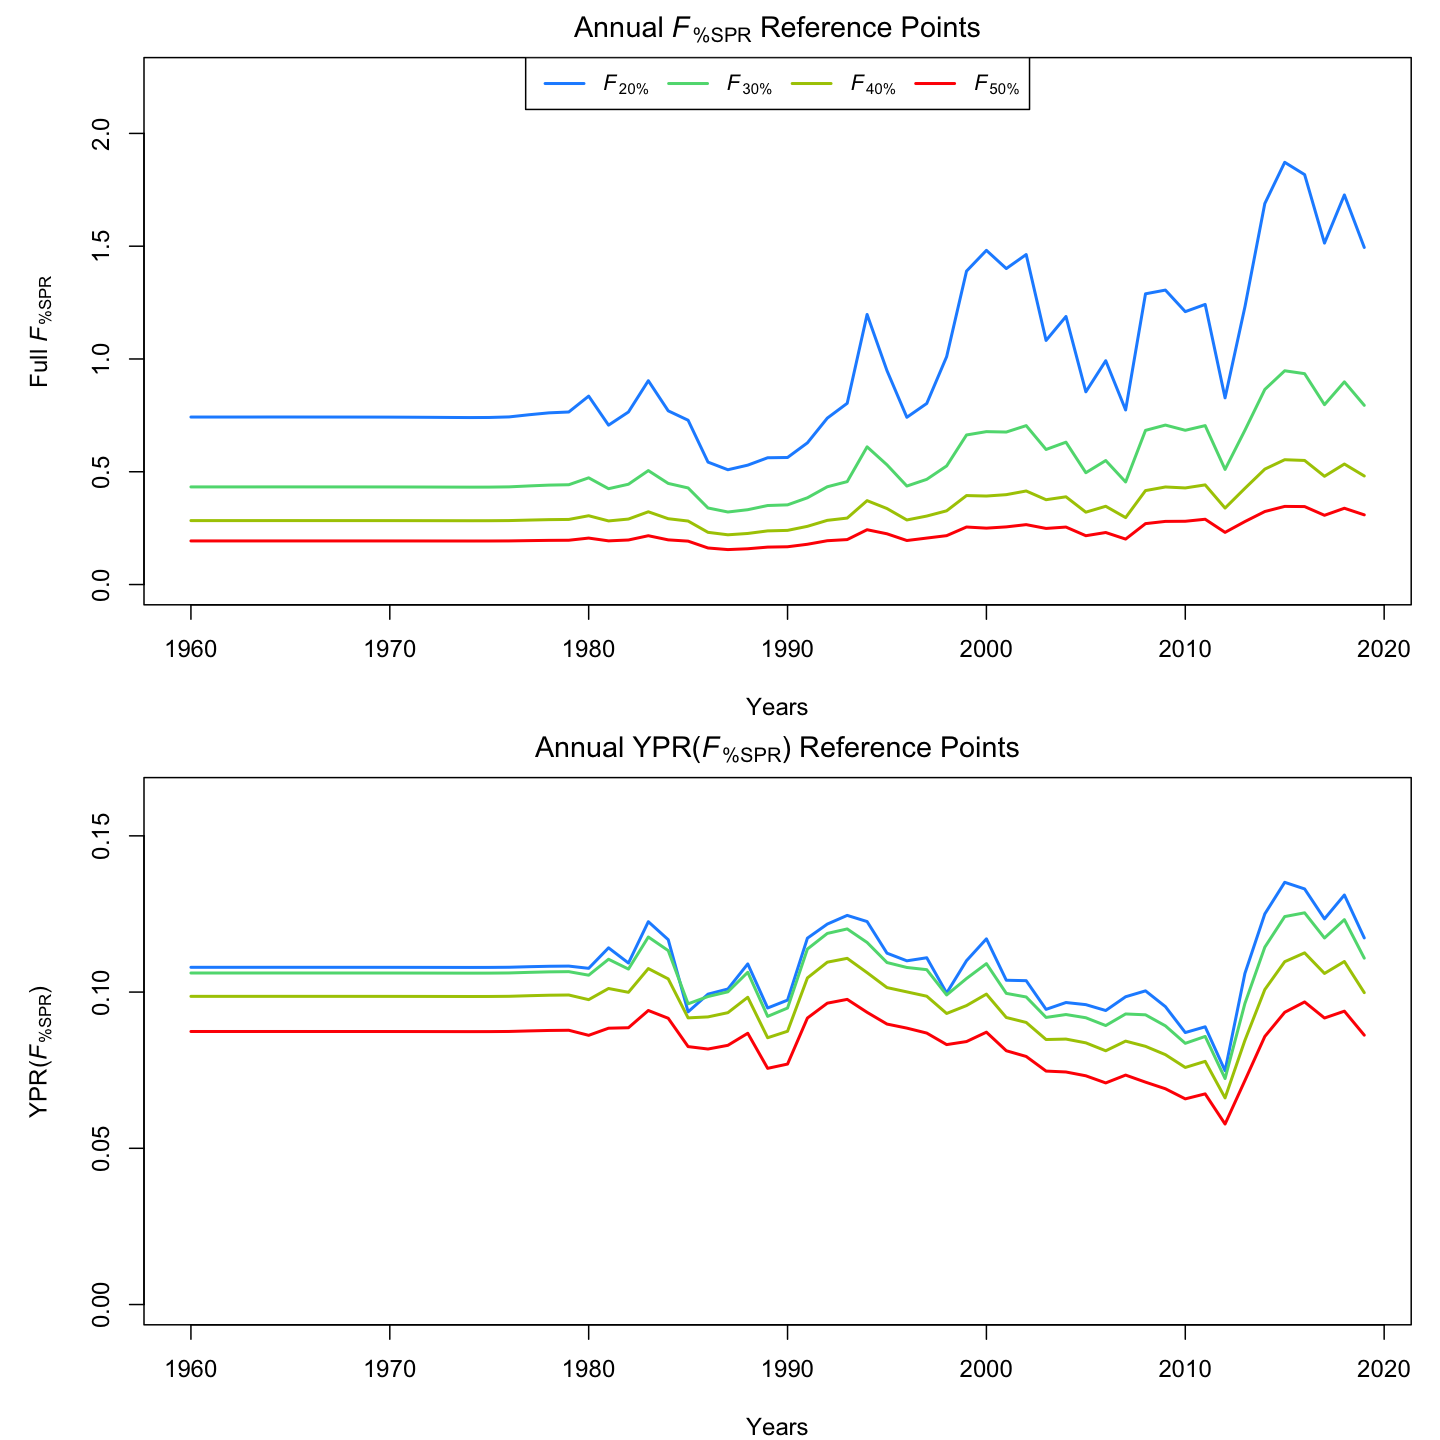 Annual F%SPR Reference Points
F20% F30% F40% F50%
Full F%SPR
2.0
1.5
1.0
0.5
0.0
1960 1970 1980 1990 2000 2010 2020
Years
Annual YPR(F%SPR) Reference Points
YPR(F%SPR)
0.15
0.10
0.05
0.00
1960 1970 1980 1990 2000 2010 2020
Years